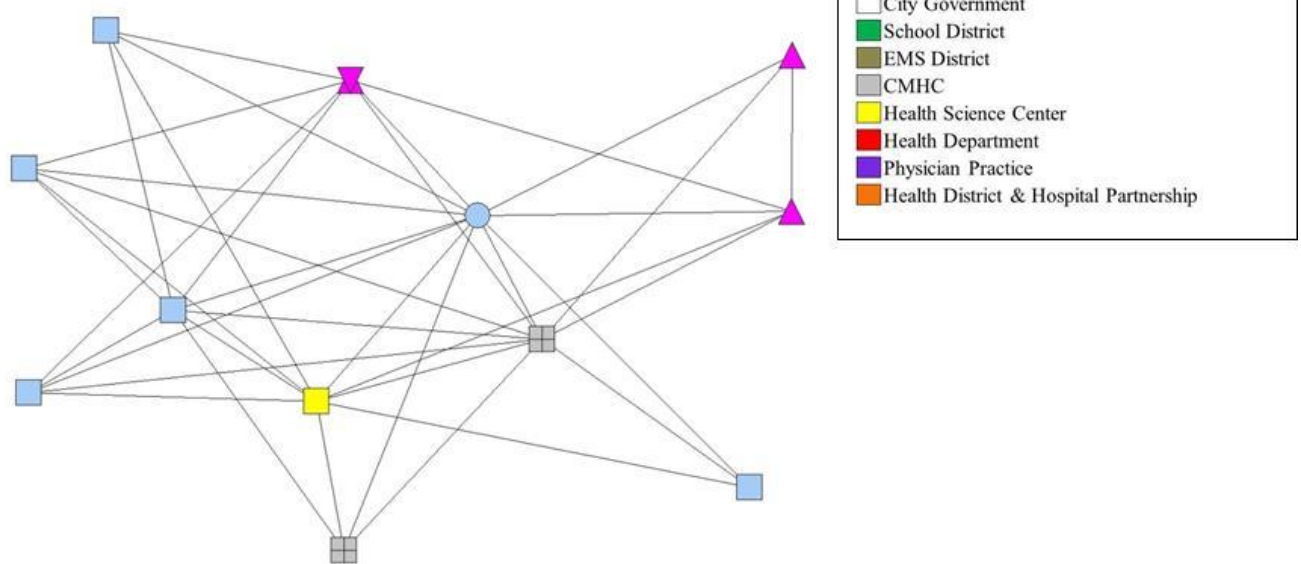 City Government
School District
EMS District
CMHC
Health Science Center
Health Department
Physician Practice
Health District & Hospital Partnership